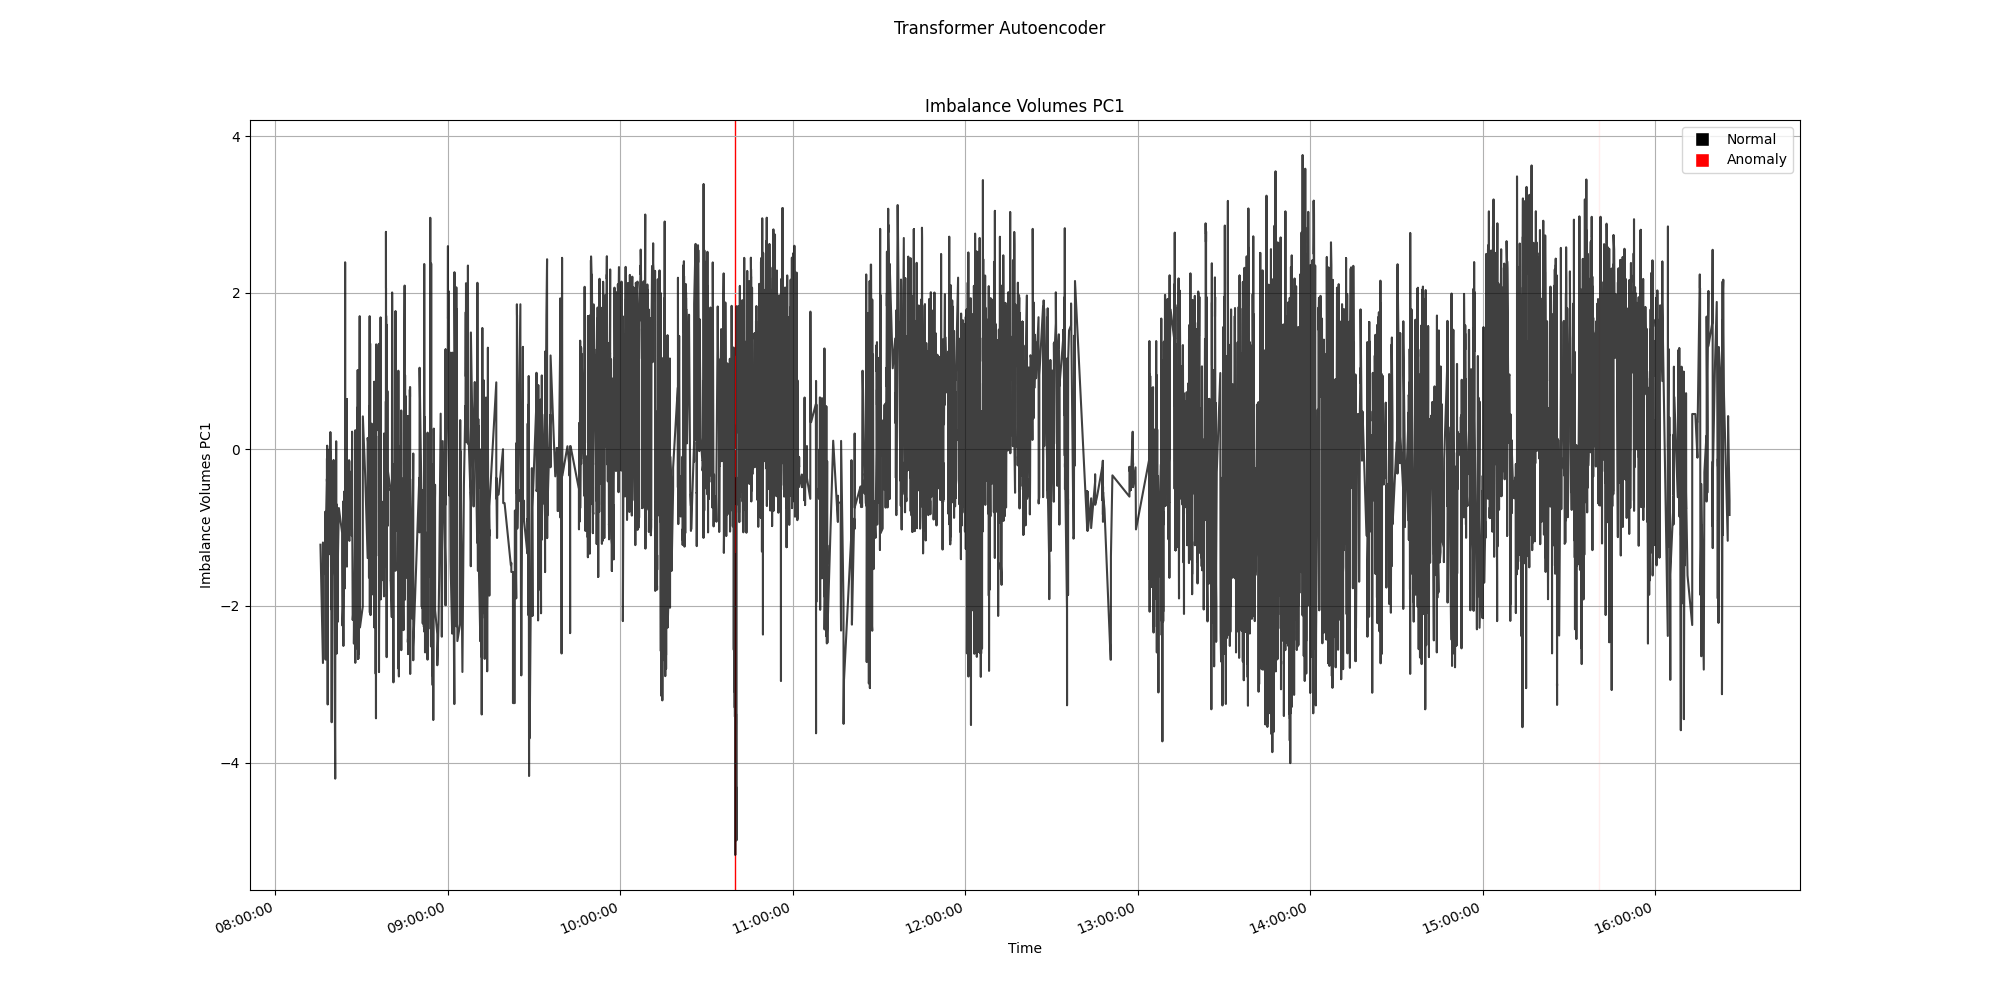 Transformer Autoencoder
Imbalance Volumes PC1
Normal
Anomaly
Imbalance Volumes PC1
4
2
0
−2
−4
08:00:00
09:00:00
10:00:00
11:00:00
12:00:00
13:00:00
14:00:00
15:00:00
16:00:00
Time